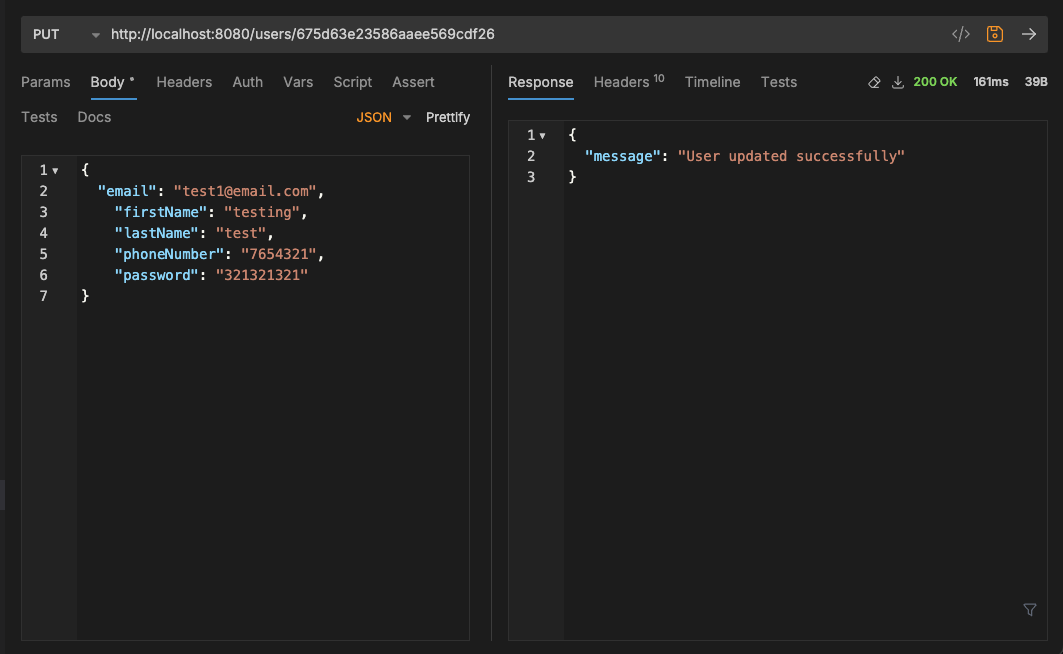 PUT http://localhost:8080/users/675d63e23586aaee569cdf26 </>
Params Body * Headers Auth Vars Script Assert
Tests Docs JSON Prettify
1 {
2 "email": "test1@email.com",
3 "firstName": "testing",
4 "lastName": "test",
5 "phoneNumber": "7654321",
6 "password": "321321321"
7 }
Response Headers 10 Timeline Tests 200 OK 161ms 39B
1 {
2 "message": "User updated successfully"
3 }